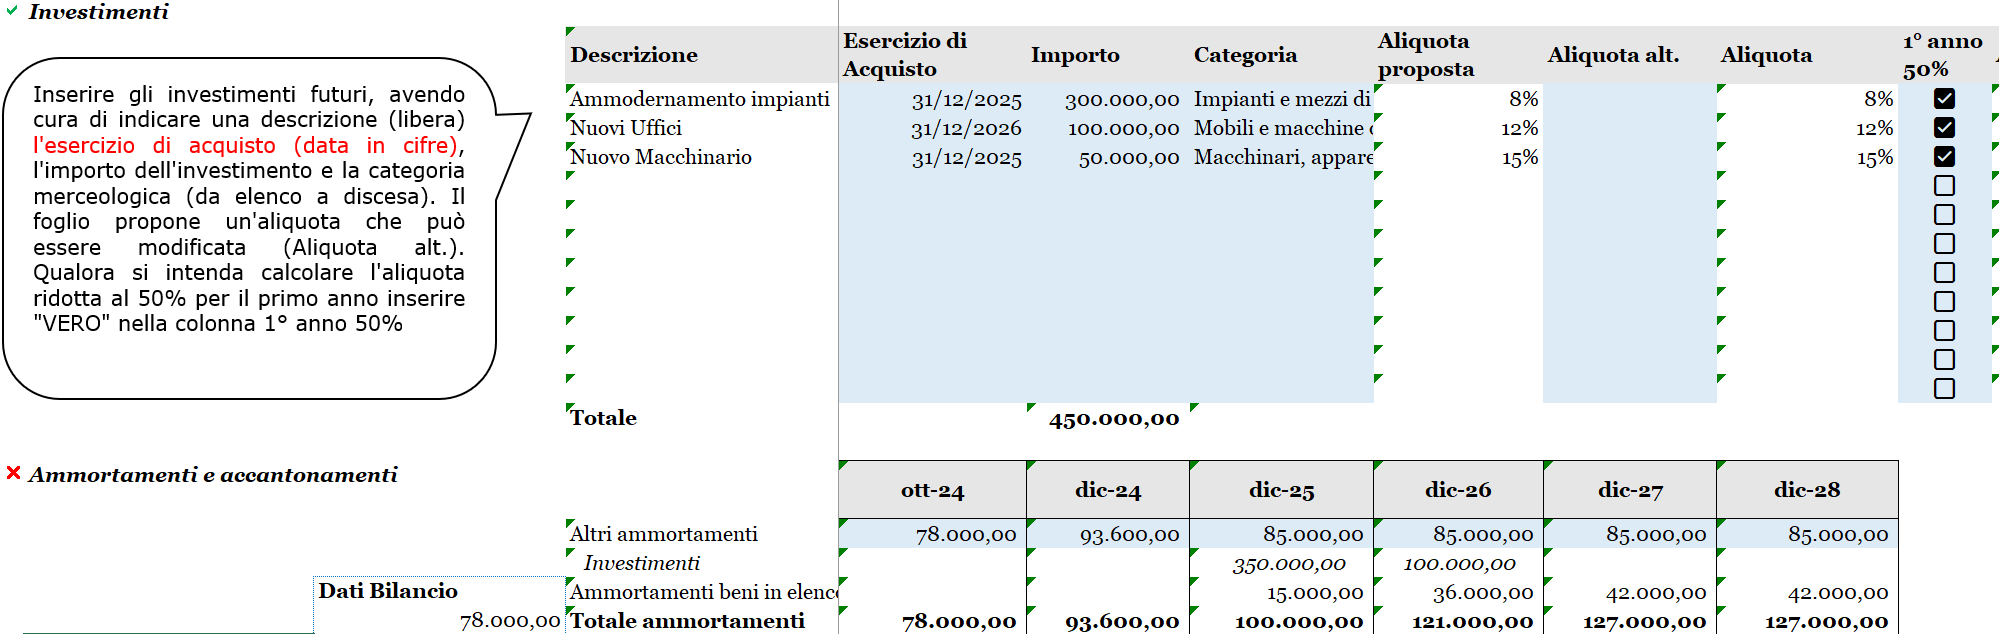 Investimenti
Descrizione Esercizio di Acquisto Importo Categoria Aliquota proposta Aliquota alt. Aliquota 1° anno 50%
Inserire gli investimenti futuri, avendo
cura di indicare una descrizione (libera)
l'esercizio di acquisto (data in cifre),
l'importo dell'investimento e la categoria
merceologica (da elenco a discesa). Il
foglio propone un'aliquota che può
essere modificata (Aliquota alt.).
Qualora si intenda calcolare l'aliquota
ridotta al 50% per il primo anno inserire
"VERO" nella colonna 1° anno 50%
Ammodernamento impianti 31/12/2025 300.000,00 Impianti e mezzi di 8% 8%
Nuovi Uffici 31/12/2026 100.000,00 Mobili e macchine 12% 12%
Nuovo Macchinario 31/12/2025 50.000,00 Macchinari, appare 15% 15%
Totale 450.000,00
Ammortamenti e accantonamenti
ott-24 dic-24 dic-25 dic-26 dic-27 dic-28
Altri ammortamenti 78.000,00 93.600,00 85.000,00 85.000,00 85.000,00 85.000,00
Investimenti 350.000,00 100.000,00
Dati Bilancio Ammortamenti beni in elenco 15.000,00 36.000,00 42.000,00 42.000,00
78.000,00 Totale ammortamenti 78.000,00 93.600,00 100.000,00 121.000,00 127.000,00 127.000,00